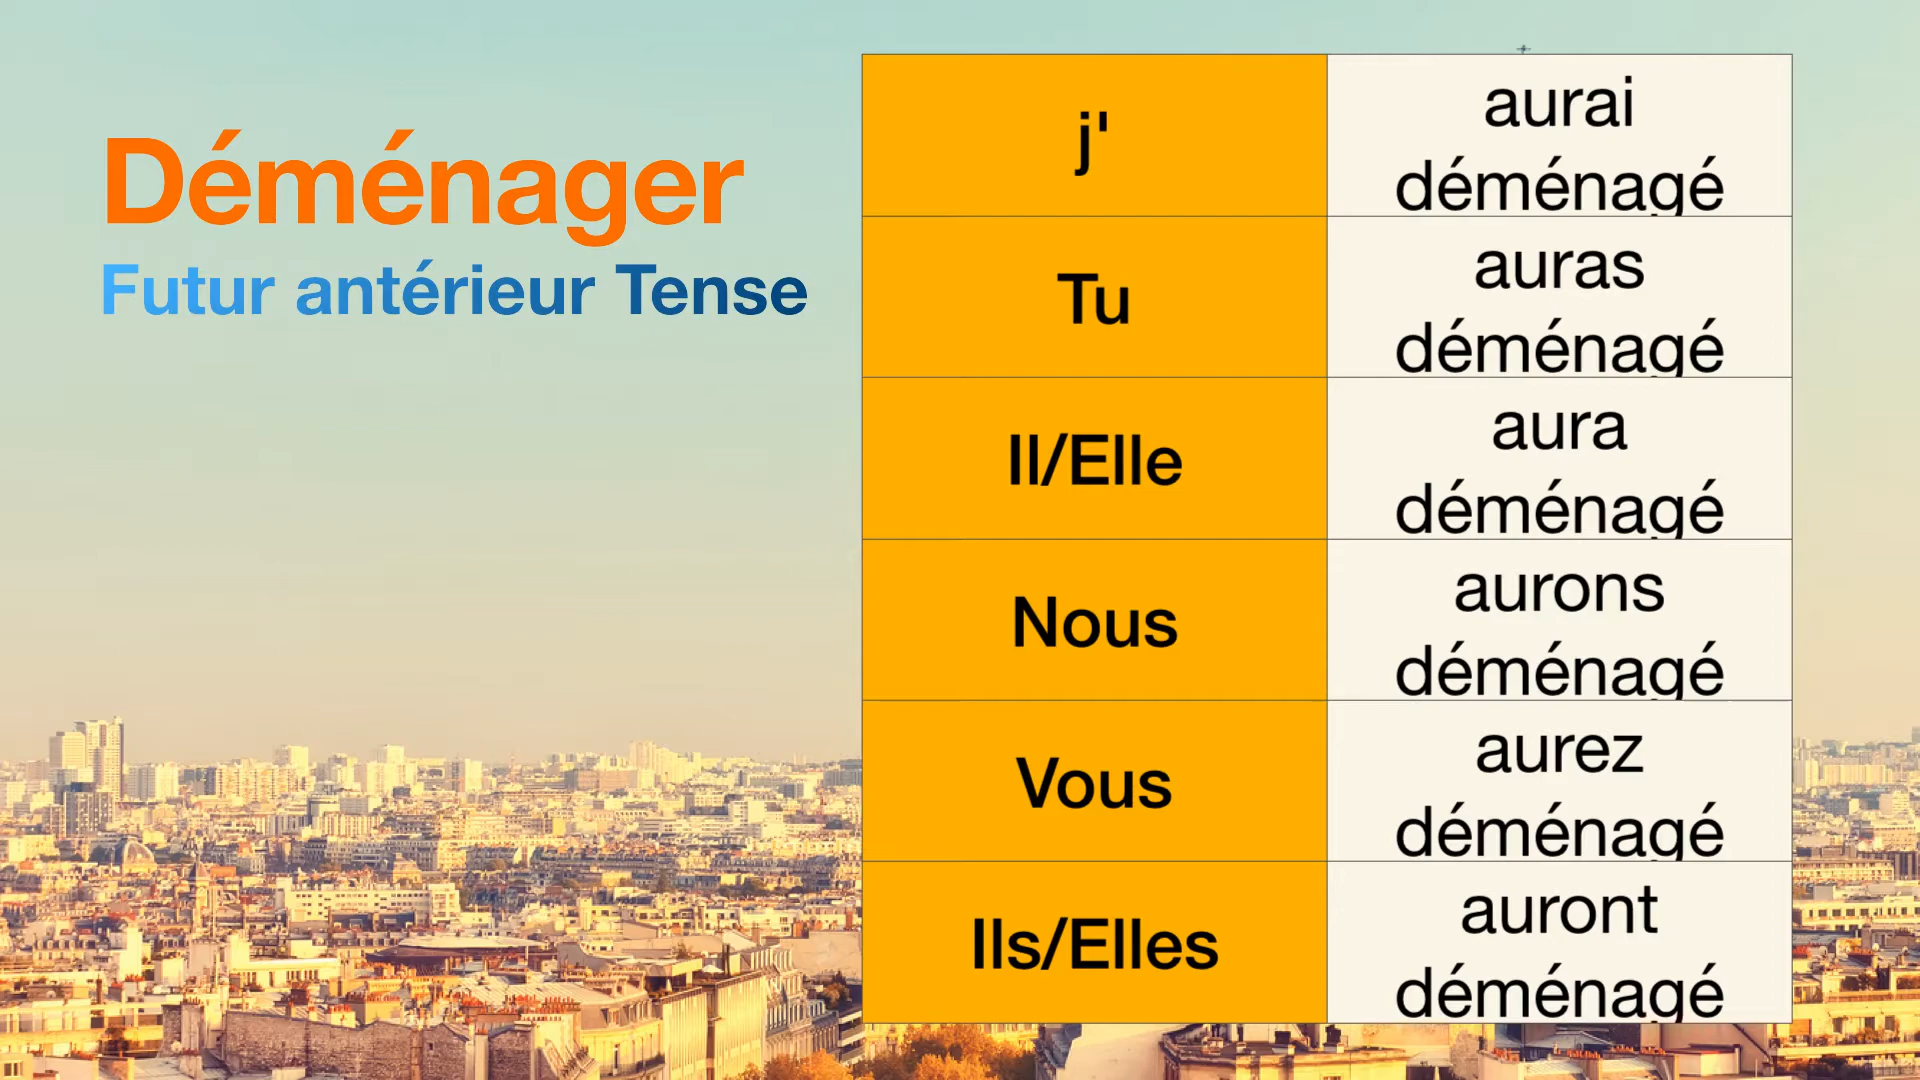 Déménager
Futur antérieur Tense
j'
aurai
déménagé
Tu
auras
déménagé
Il/Elle
aura
déménagé
Nous
aurons
déménagé
Vous
aurez
déménagé
Ils/Elles
auront
déménagé